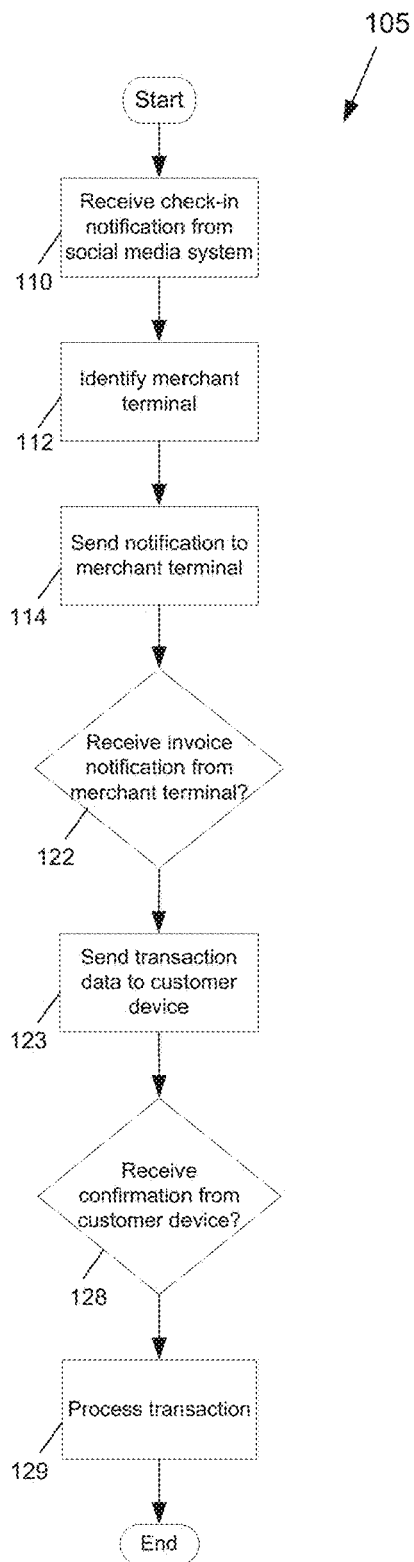 105
Start
Receive check-in
notification from
social media system
110
Identify merchant
terminal
112
Send notification to
merchant terminal
114
Receive invoice
notification from
merchant terminal?
122
Send transaction
data to customer
device
123
Receive
confirmation from
customer device?
128
Process transaction
129
End